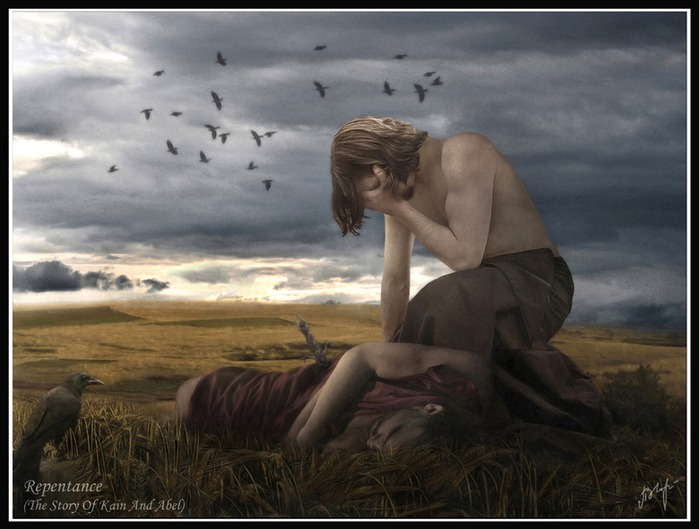 Repentance
(The Story Of Kain And Abel)